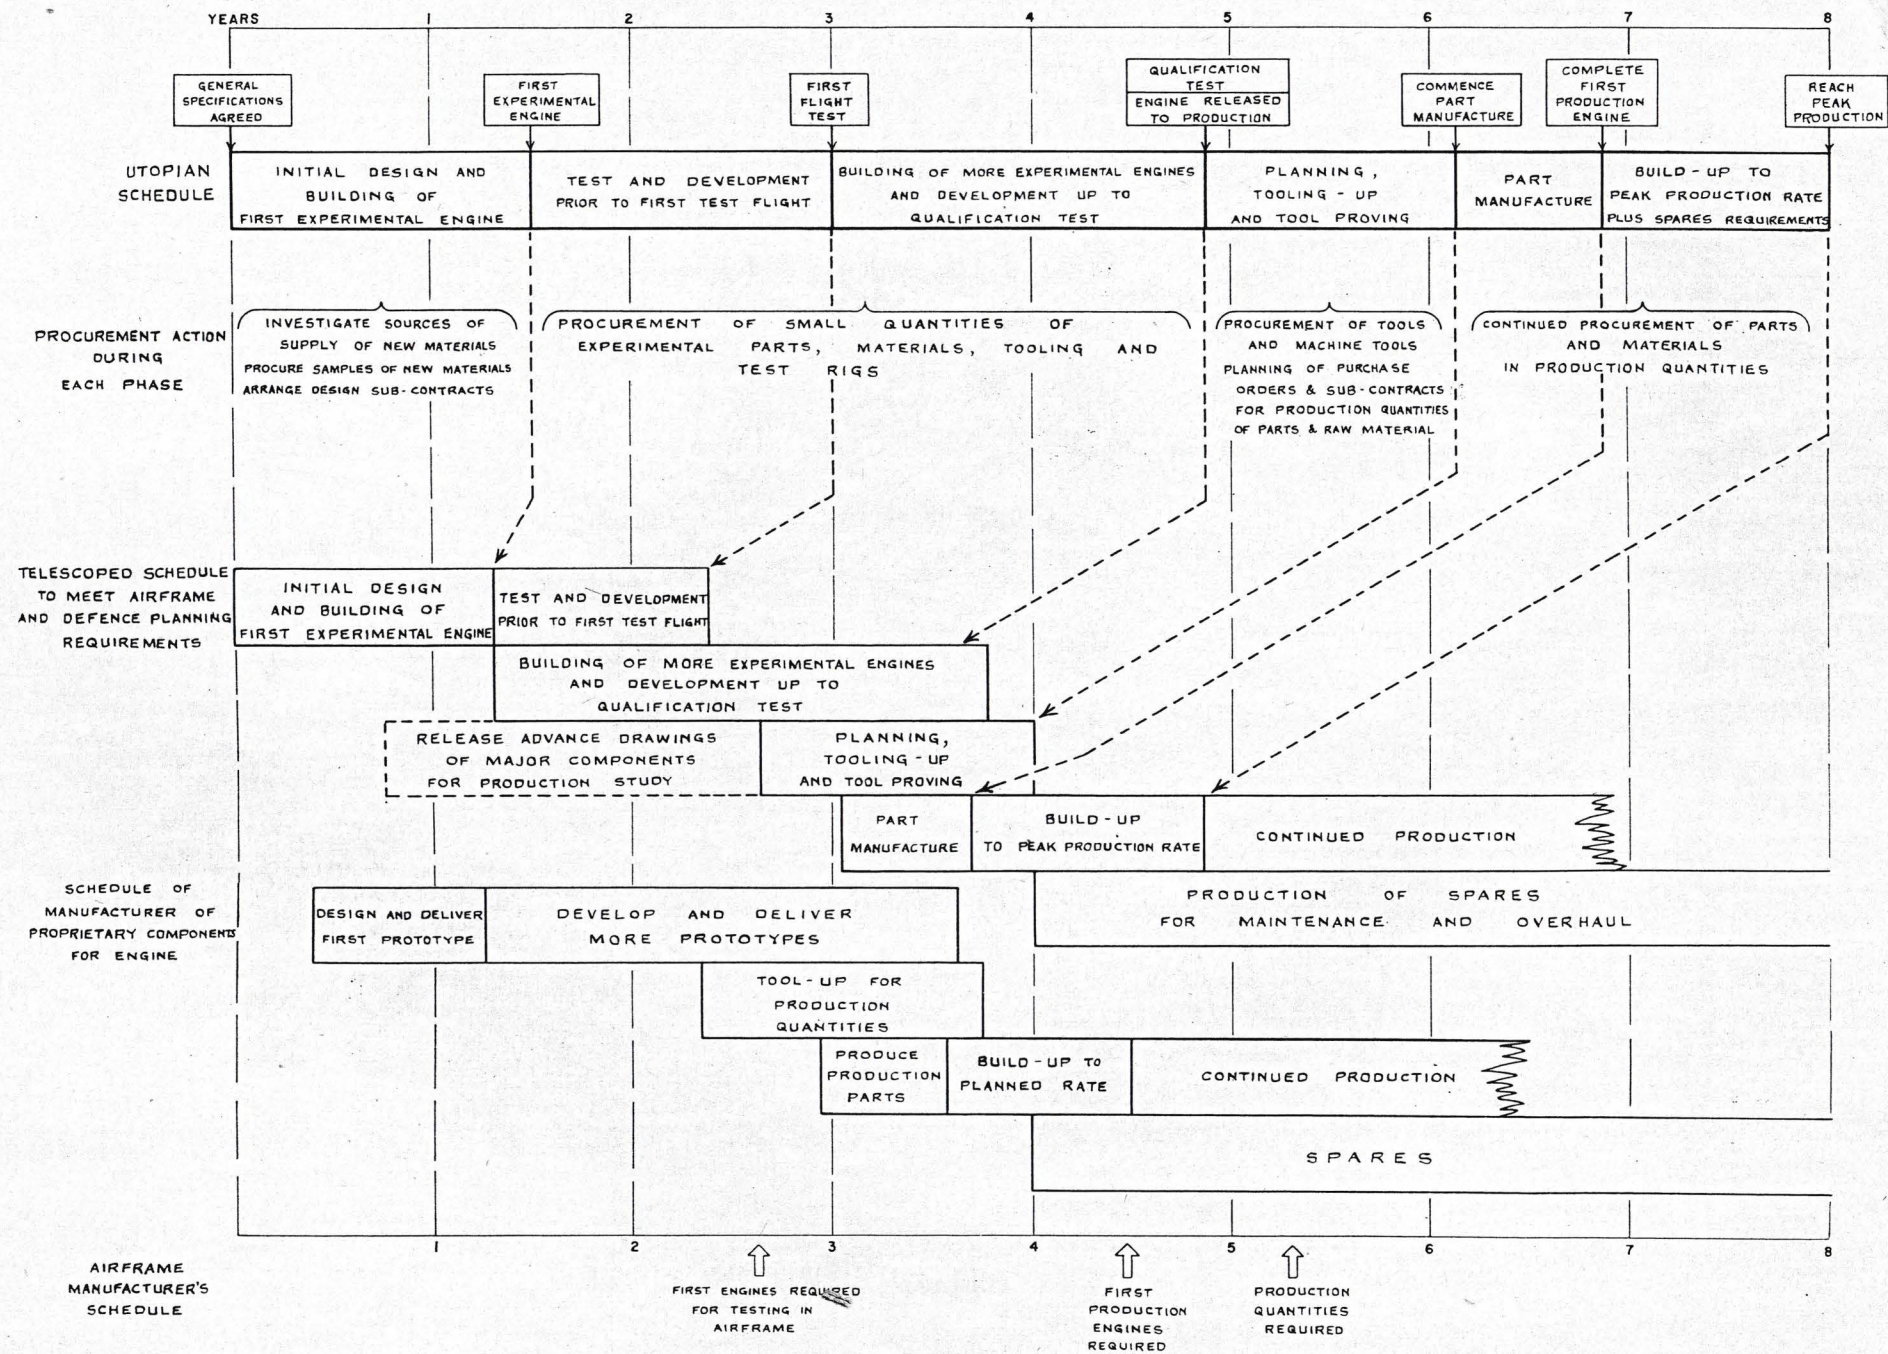 YEARS 1 2 3 4 5 6 7 8
GENERAL
SPECIFICATIONS
AGREED
FIRST
EXPERIMENTAL
ENGINE
FIRST
FLIGHT
TEST
QUALIFICATION
TEST
ENGINE RELEASED
TO PRODUCTION
COMMENCE
PART
MANUFACTURE
COMPLETE
FIRST
PRODUCTION
ENGINE
REACH
PEAK
PRODUCTION
UTOPIAN
SCHEDULE
INITIAL DESIGN AND
BUILDING OF
FIRST EXPERIMENTAL ENGINE
TEST AND DEVELOPMENT
PRIOR TO FIRST TEST FLIGHT
BUILDING OF MORE EXPERIMENTAL ENGINES
AND DEVELOPMENT UP TO
QUALIFICATION TEST
PLANNING,
TOOLING-UP
AND TOOL PROVING
PART
MANUFACTURE
BUILD-UP TO
PEAK PRODUCTION RATE
PLUS SPARES REQUIREMENTS
PROCUREMENT ACTION
DURING
EACH PHASE
INVESTIGATE SOURCES OF
SUPPLY OF NEW MATERIALS
PROCURE SAMPLES OF NEW MATERIALS
ARRANGE DESIGN SUB-CONTRACTS
PROCUREMENT OF SMALL QUANTITIES OF
EXPERIMENTAL PARTS, MATERIALS, TOOLING AND
TEST RIGS
PROCUREMENT OF TOOLS
AND MACHINE TOOLS
PLANNING OF PURCHASE
ORDERS & SUB-CONTRACTS
FOR PRODUCTION QUANTITIES
OF PARTS & RAW MATERIAL
CONTINUED PROCUREMENT OF PARTS
AND MATERIALS
IN PRODUCTION QUANTITIES
TELESCOPED SCHEDULE
TO MEET AIRFRAME
AND DEFENCE PLANNING
REQUIREMENTS
INITIAL DESIGN
AND BUILDING OF
FIRST EXPERIMENTAL ENGINE
TEST AND DEVELOPMENT
PRIOR TO FIRST TEST FLIGHT
BUILDING OF MORE EXPERIMENTAL ENGINES
AND DEVELOPMENT UP TO
QUALIFICATION TEST
RELEASE ADVANCE DRAWINGS
OF MAJOR COMPONENTS
FOR PRODUCTION STUDY
PLANNING,
TOOLING-UP
AND TOOL PROVING
PART
MANUFACTURE
BUILD-UP
TO PEAK PRODUCTION RATE
CONTINUED PRODUCTION
PRODUCTION OF SPARES
FOR MAINTENANCE AND OVERHAUL
SCHEDULE OF
MANUFACTURER OF
PROPRIETARY COMPONENTS
FOR ENGINE
DESIGN AND DELIVER
FIRST PROTOTYPE
DEVELOP AND DELIVER
MORE PROTOTYPES
TOOL-UP FOR
PRODUCTION
QUANTITIES
PRODUCE
PRODUCTION
PARTS
BUILD-UP TO
PLANNED RATE
CONTINUED PRODUCTION
SPARES
1 2 3 4 5 6 7 8
AIRFRAME
MANUFACTURER'S
SCHEDULE
FIRST ENGINES REQUIRED
FOR TESTING IN
AIRFRAME
FIRST
PRODUCTION
ENGINES
REQUIRED
PRODUCTION
QUANTITIES
REQUIRED